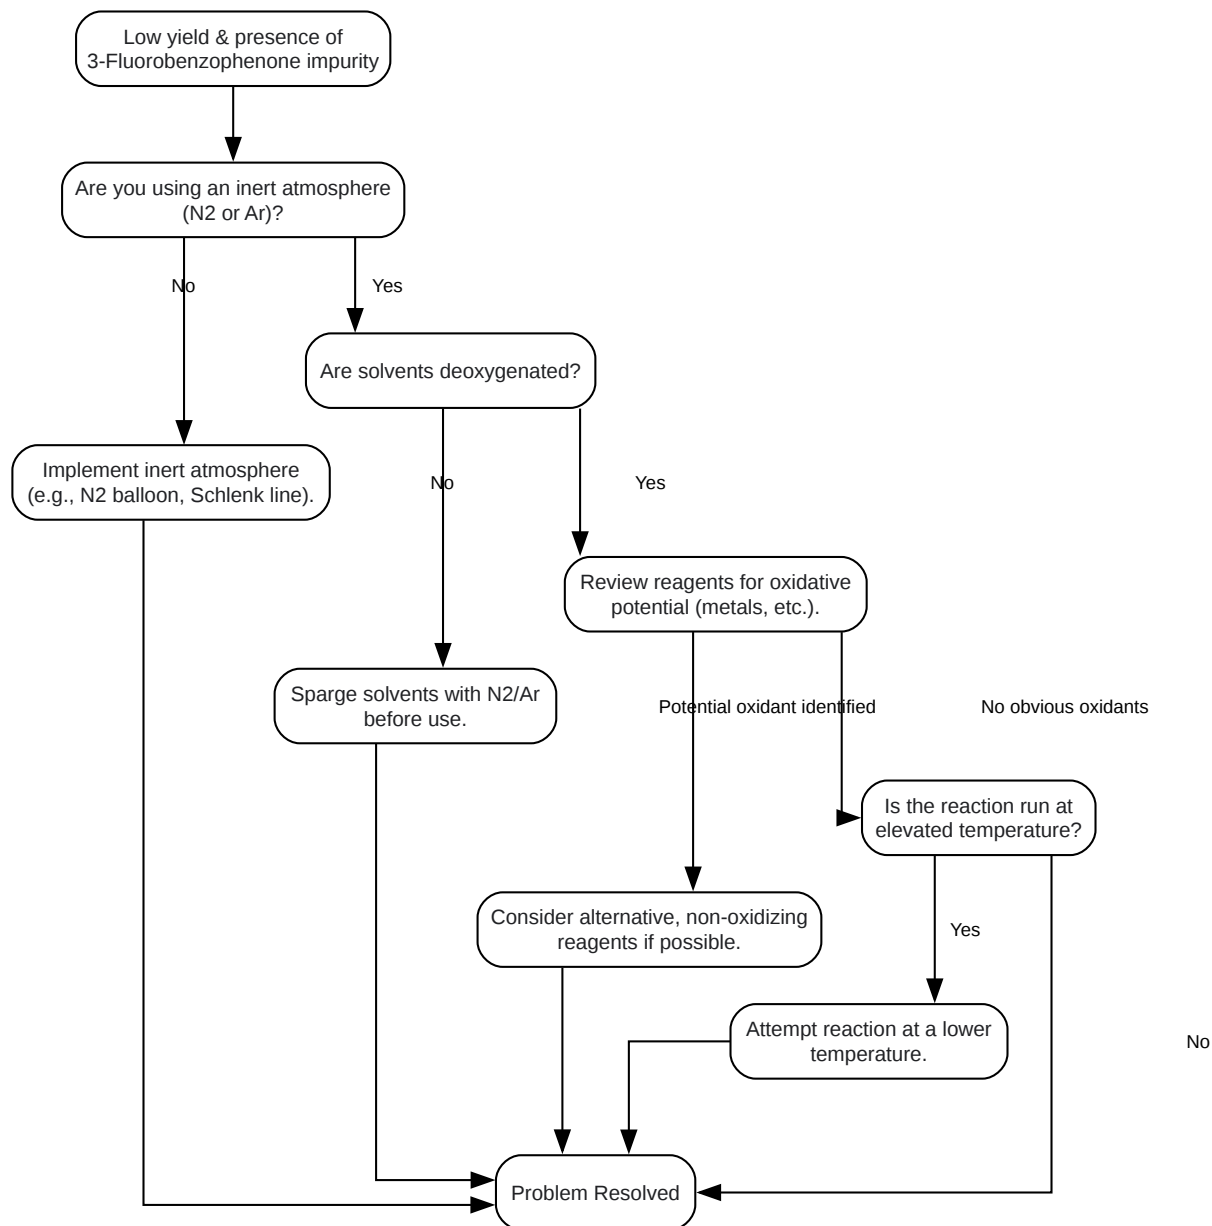 Low yield & presence of
3-Fluorobenzophenone impurity
Are you using an inert atmosphere
(N2 or Ar)?
No
Yes
Are solvents deoxygenated?
Implement inert atmosphere
(e.g., N2 balloon, Schlenk line).
No
Yes
Review reagents for oxidative
potential (metals, etc.).
Sparge solvents with N2/Ar
before use.
Potential oxidant identified
No obvious oxidants
Is the reaction run at
elevated temperature?
Consider alternative, non-oxidizing
reagents if possible.
Yes
Attempt reaction at a lower
temperature.
No
Problem Resolved